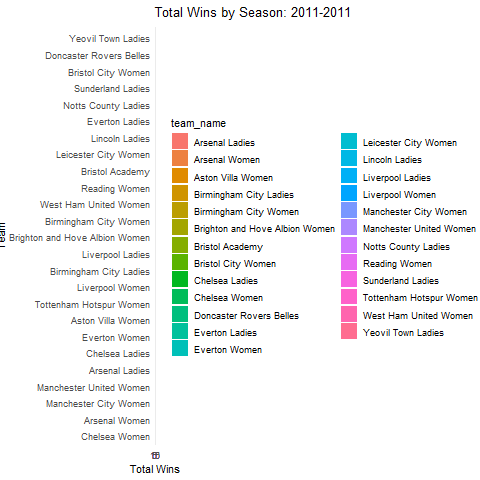 Total Wins by Season: 2011-2011
Yeovil Town Ladies
Doncaster Rovers Belles
Bristol City Women
Sunderland Ladies
Notts County Ladies
Everton Ladies
Lincoln Ladies
Leicester City Women
Bristol Academy
Reading Women
West Ham United Women
Birmingham City Women
Brighton and Hove Albion Women
Liverpool Ladies
Birmingham City Ladies
Liverpool Women
Tottenham Hotspur Women
Aston Villa Women
Everton Women
Chelsea Ladies
Arsenal Ladies
Manchester United Women
Manchester City Women
Arsenal Women
Chelsea Women
Total Wins
team_name
Arsenal Ladies
Arsenal Women
Aston Villa Women
Birmingham City Ladies
Birmingham City Women
Brighton and Hove Albion Women
Bristol Academy
Bristol City Women
Chelsea Ladies
Chelsea Women
Doncaster Rovers Belles
Everton Ladies
Everton Women
Leicester City Women
Lincoln Ladies
Liverpool Ladies
Liverpool Women
Manchester City Women
Manchester United Women
Notts County Ladies
Reading Women
Sunderland Ladies
Tottenham Hotspur Women
West Ham United Women
Yeovil Town Ladies